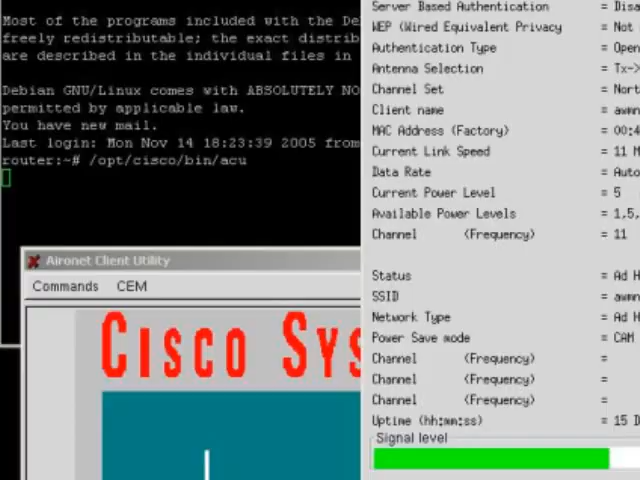 Most of the programs included with the De
freely redistributable; the exact distrib
are described in the individual files in
Debian GNU/Linux comes with ABSOLUTELY NO
permitted by applicable law.
You have new mail.
Last login: Mon Nov 14 18:23:39 2005 from
router:~# /opt/cisco/bin/acu
Aironet Client Utility
Commands CEM
CISCO SYS
Server Based Authentication = Disa
WEP (Wired Equivalent Privacy = Not
Authentication Type = Open
Antenna Selection = Tx->
Channel Set = Nort
Client name = awmn
MAC Address (Factory) = 00:4
Current Link Speed = 11 M
Data Rate = Auto
Current Power Level = 5
Available Power Levels = 1,5,
Channel (Frequency) = 11
Status = Ad H
SSID = awmn
Network Type = Ad H
Power Save mode = CAM
Channel (Frequency) =
Channel (Frequency) =
Channel (Frequency) =
Uptime (hh:mm:ss) = 15 D
Signal level